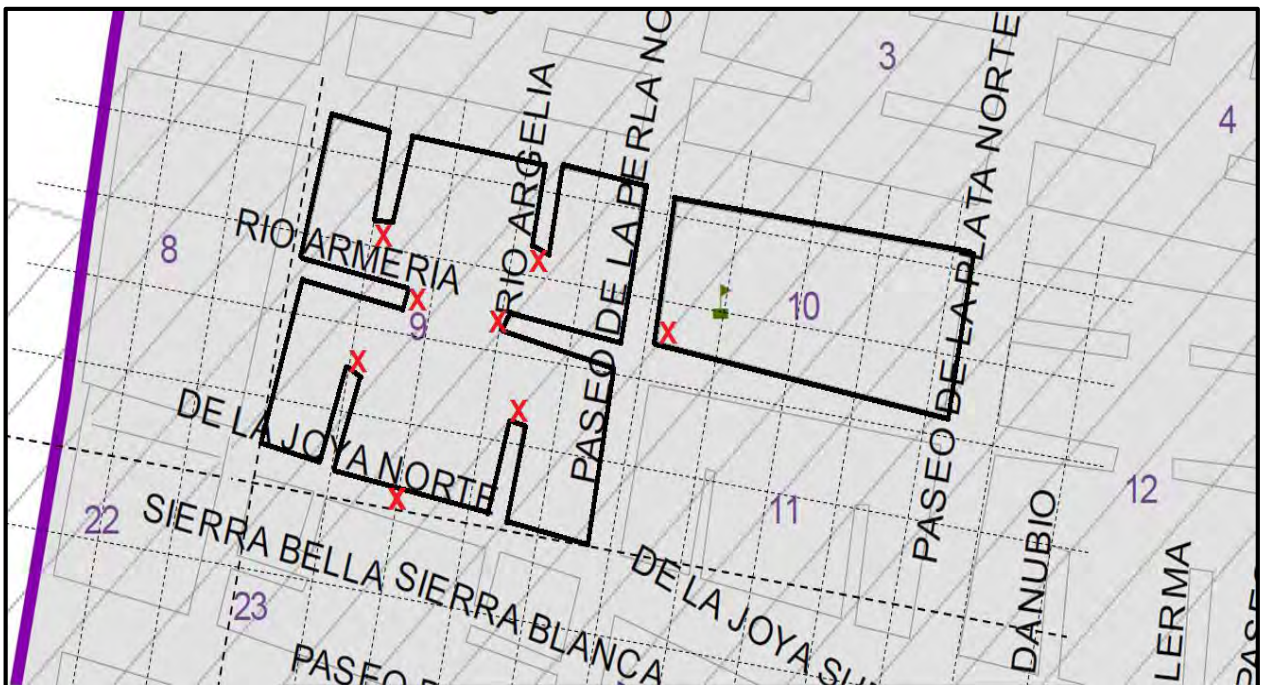 3
4
PASEO DE LA PLATA NORTE
PASEO DE LA PERLA NO
RIO ARGELIA
RIO ARMERIA
8
X
X
X
X
X
9
10
X
X
X
DE LA JOYA NORTE
X
11
12
22
SIERRA BELLA SIERRA BLANCA
DE LA JOYA SU
DANUBIO
LERMA
23
PASEO